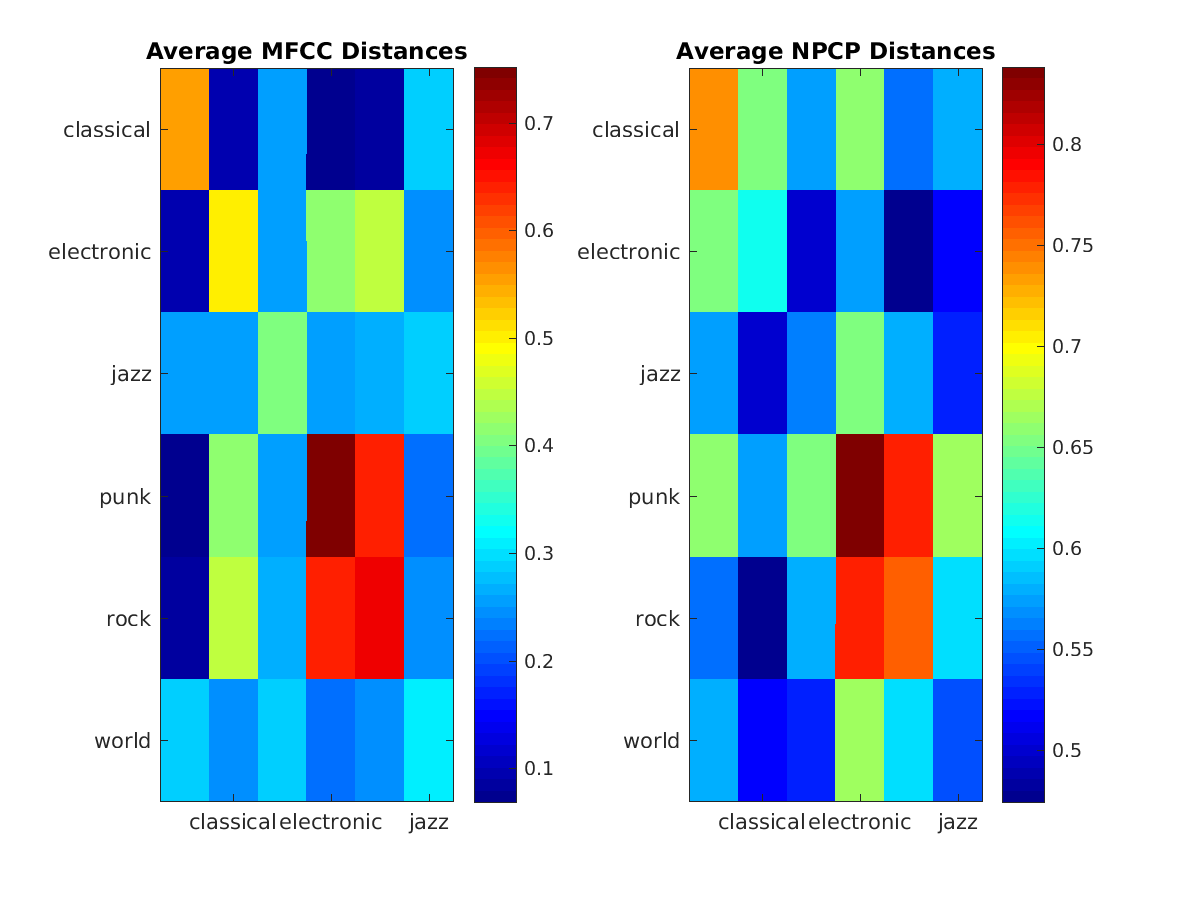 Average MFCC Distances
classical
electronic
jazz
punk
rock
world
classical electronic jazz
0.7
0.6
0.5
0.4
0.3
0.2
0.1
Average NPCP Distances
classical
electronic
jazz
punk
rock
world
classical electronic jazz
0.8
0.75
0.7
0.65
0.6
0.55
0.5